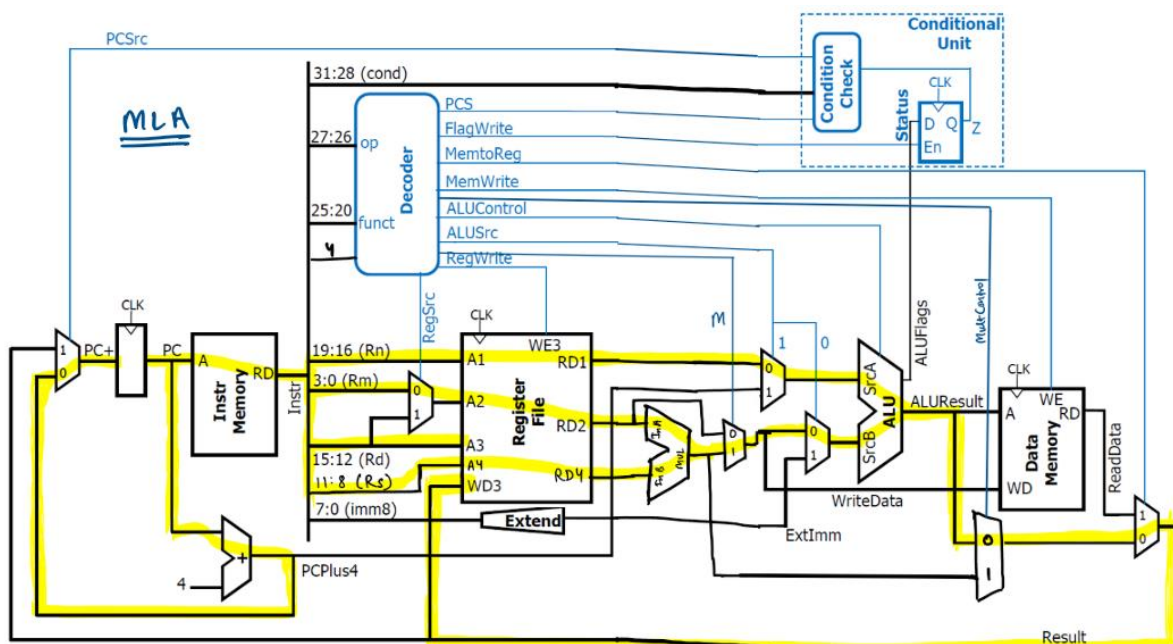 PCSrc
Conditional
Unit
31:28 (cond)
Condition
Check
CLK
Status
D
Q
Z
En
MLA
PCS
FlagWrite
27:26
op
MemtoReg
Decoder
MemWrite
ALUControl
25:20
funct
ALUSrc
4
RegWrite
RegSrc
M
1
0
MultControl
ALUFlags
CLK
CLK
WE3
CLK
1
0
PC+
PC
A
RD
Instr
Memory
Instr
19:16 (Rn)
A1
RD1
0
1
SrcA
ALU
SrcB
ALUResult
A
WE
RD
3:0 (Rm)
0
1
A2
Register
File
RD2
InA
MUL
InB
0
1
0
1
Data
Memory
ReadData
A3
15:12 (Rd)
A4
11:8 (Rs)
WD3
RD4
WriteData
WD
7:0 (imm8)
Extend
ExtImm
0
1
1
0
4
+
PCPlus4
Result